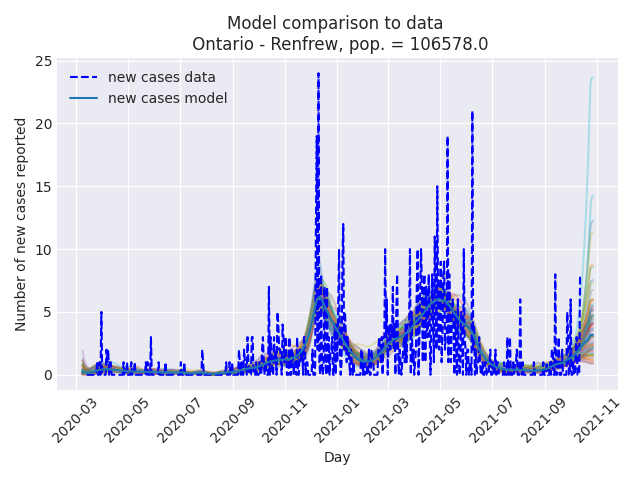 Model comparison to data
Ontario - Renfrew, pop. = 106578.0
new cases data
new cases model
Number of new cases reported
25
20
15
10
5
0
2020-03
2020-05
2020-07
2020-09
2020-11
2021-01
2021-03
2021-05
2021-07
2021-09
2021-11
Day